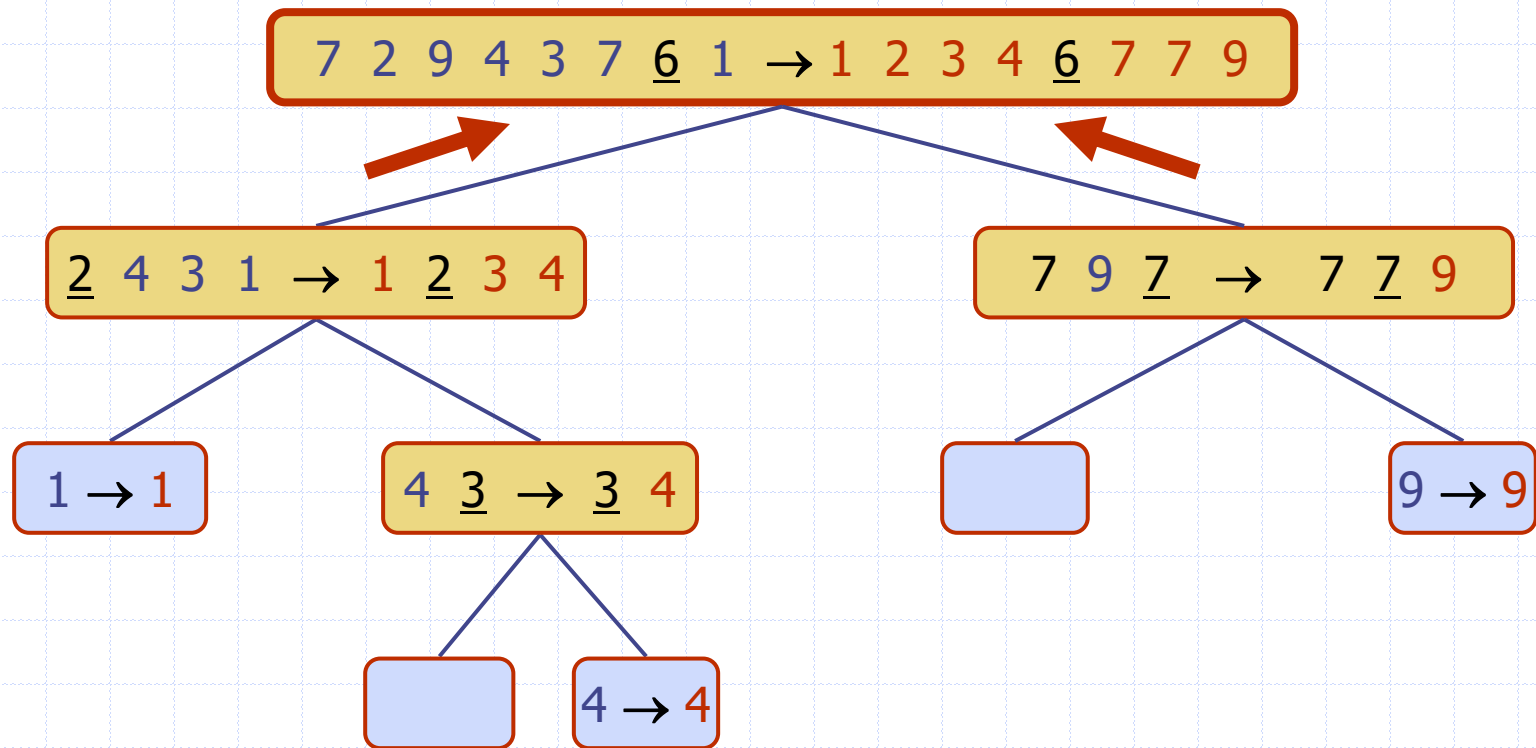 7 2 9 4 3 7 6 1 → 1 2 3 4 6 7 7 9
2 4 3 1 → 1 2 3 4
7 9 7 → 7 7 9
1 → 1
4 3 → 3 4
9 → 9
4 → 4